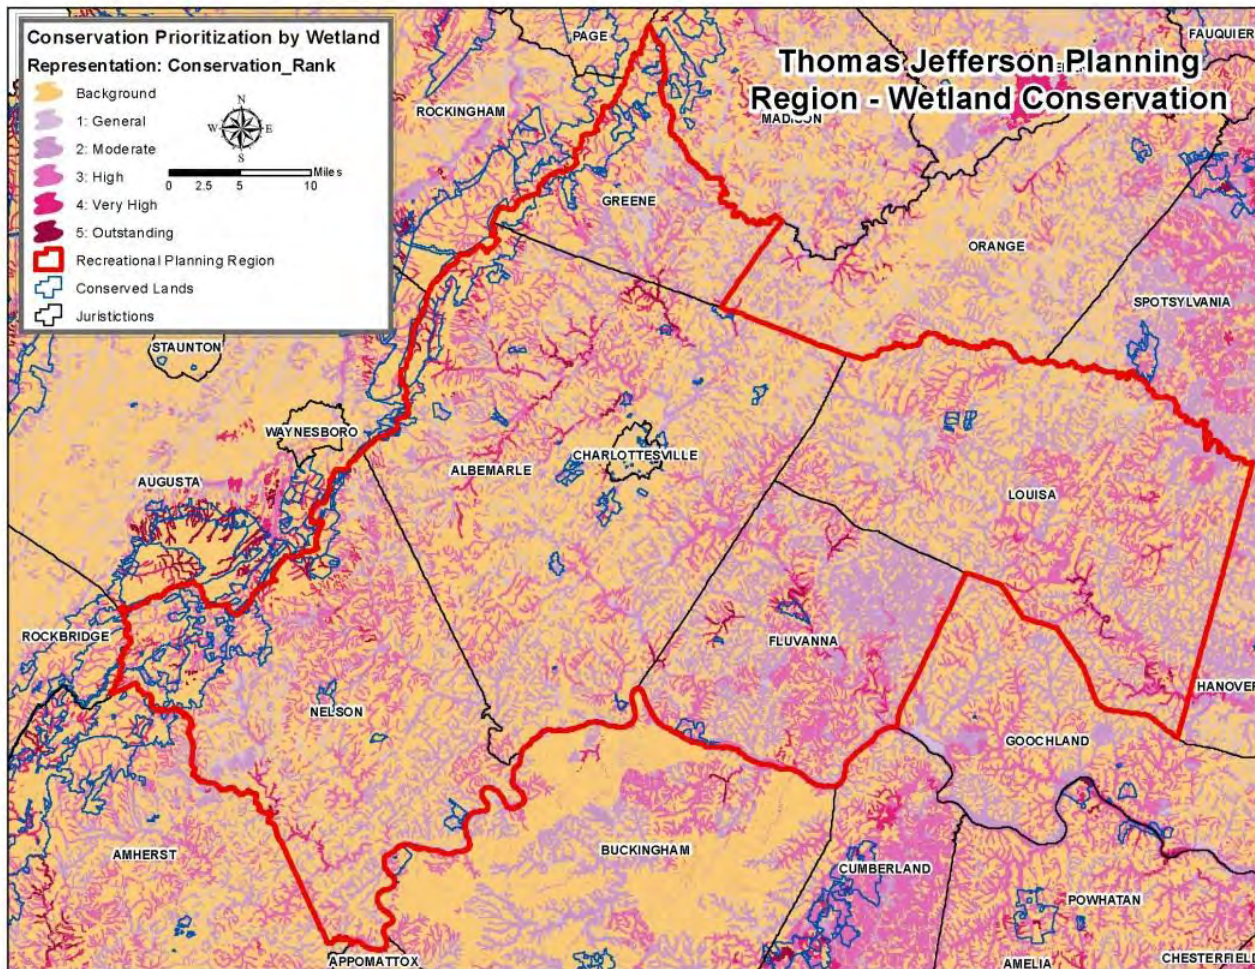 Conservation Prioritization by Wetland
Representation: Conservation_Rank
Background
1: General
2: Moderate
3: High
4: Very High
5: Outstanding
Recreational Planning Region
Conserved Lands
Juristictions
N
W E
S
Miles
0 2.5 5 10
Thomas Jefferson Planning
Region - Wetland Conservation
PAGE
FAUQUIER
ROCKINGHAM
MADISON
GREENE
ORANGE
SPOTSYLVANIA
STAUNTON
WAYNESBORO
ALBEMARLE
CHARLOTTESVILLE
AUGUSTA
LOUISA
ROCKBRIDGE
FLUVANNA
HANOVER
NELSON
GOOCHLAND
AMHERST
BUCKINGHAM
CUMBERLAND
POWHATAN
APPOMATTOX
AMELIA
CHESTERFIELD